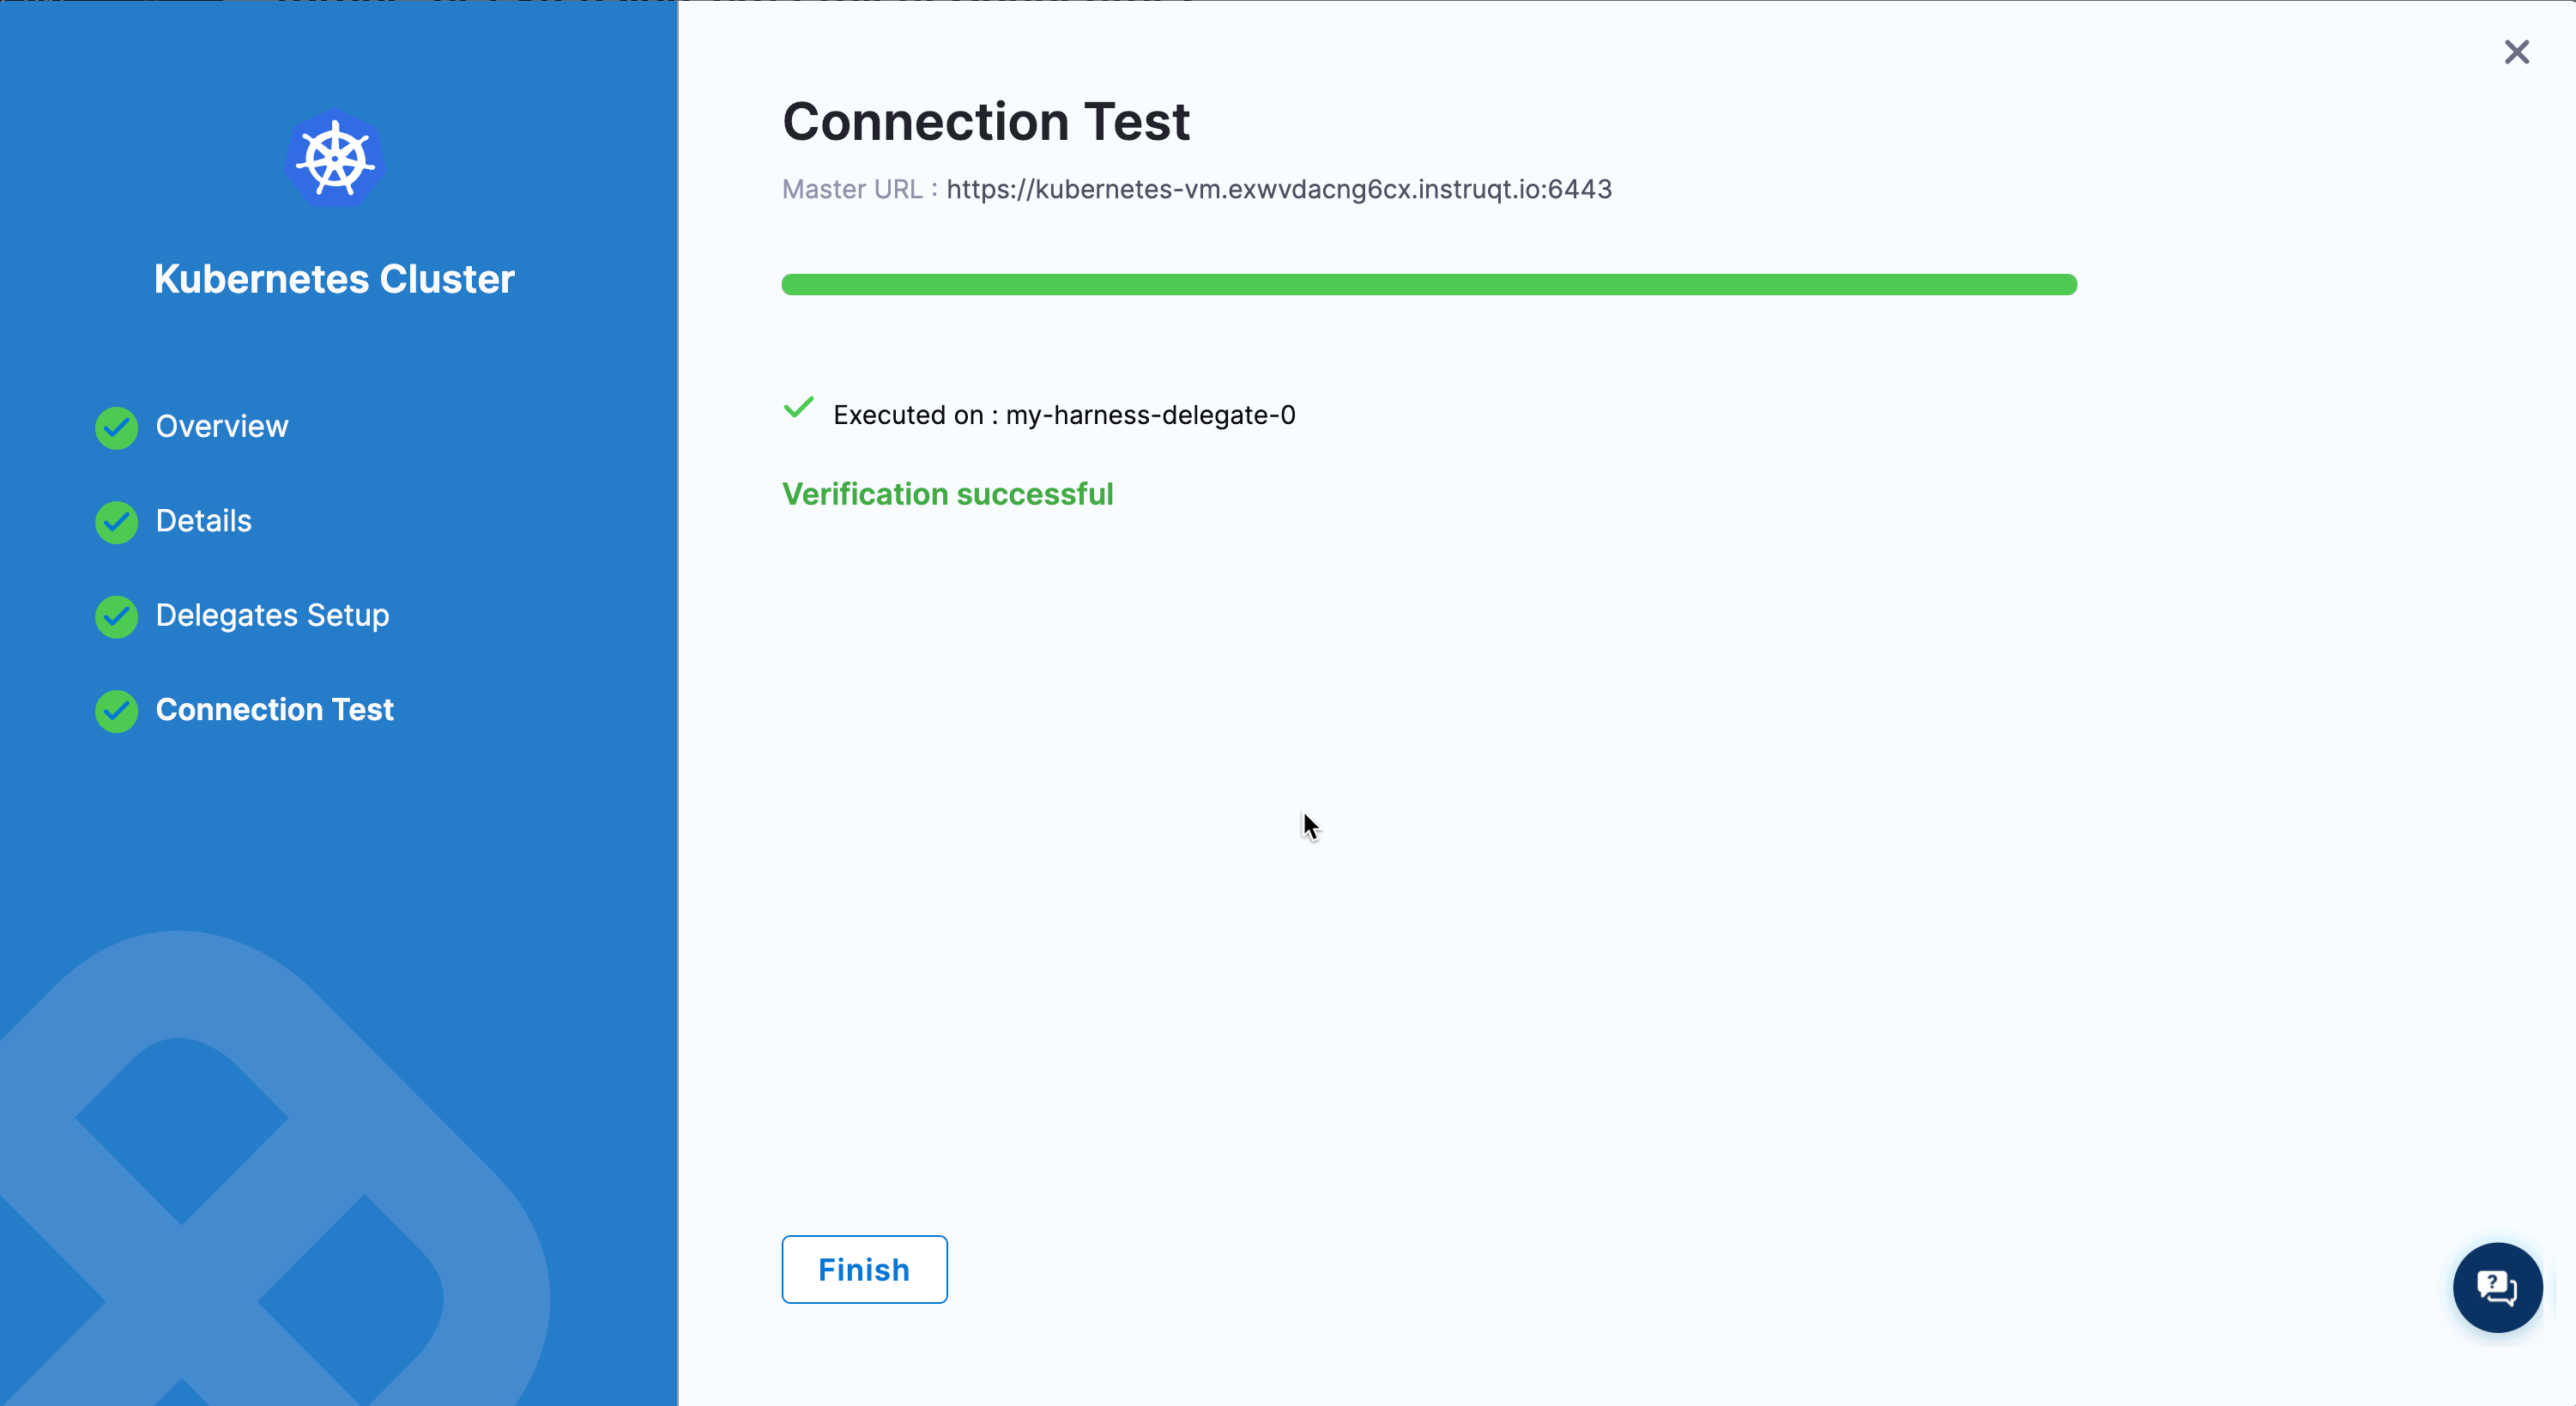 Kubernetes Cluster
Overview
Details
Delegates Setup
Connection Test
Connection Test
Master URL : https://kubernetes-vm.exwvdacng6cx.instruqt.io:6443
Executed on : my-harness-delegate-0
Verification successful
Finish
?